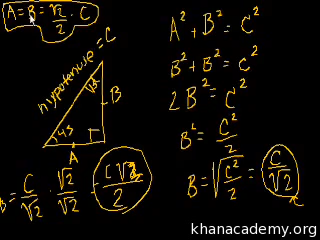 A = B = √2/2 · C
A² + B² = C²
B² + B² = C²
2B² = C²
B² = C²/2
B = √(C²/2) = C/√2
hypotenuse = C
B
45
A
= C/√2 · √2/√2 = C√2/2
khanacademy.org